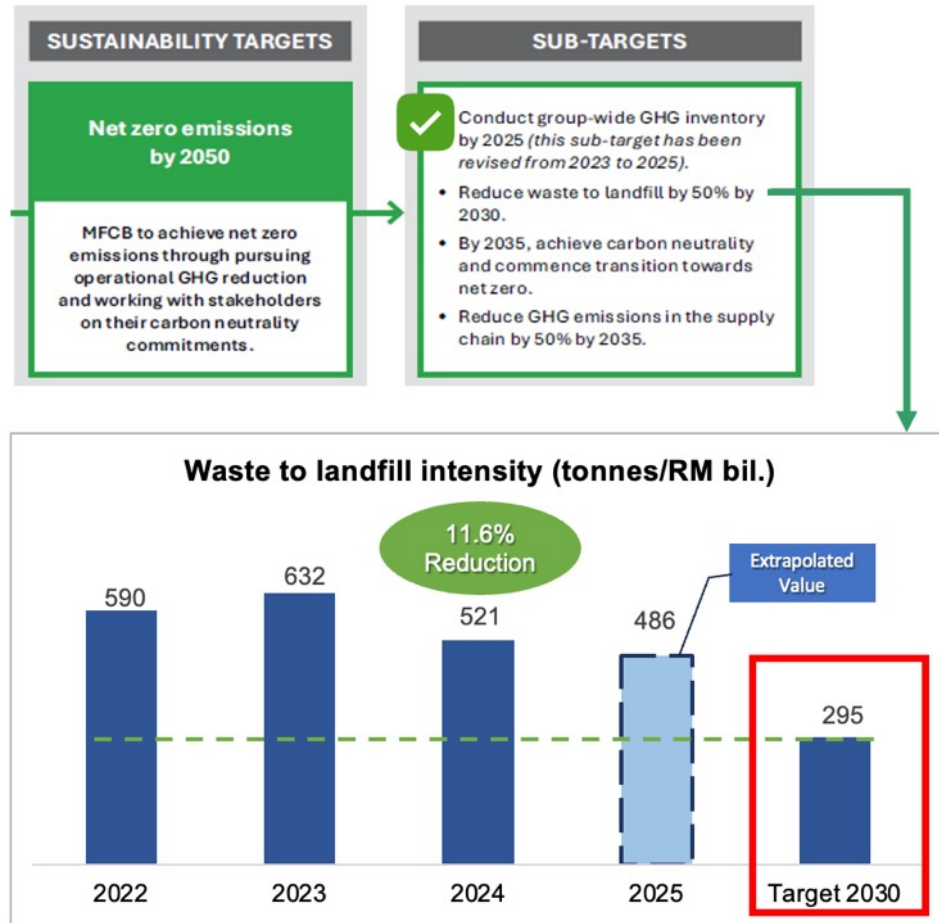 SUSTAINABILITY TARGETS
Net zero emissions
by 2050
MFCB to achieve net zero
emissions through pursuing
operational GHG reduction
and working with stakeholders
on their carbon neutrality
commitments.
SUB-TARGETS
Conduct group-wide GHG inventory
by 2025 (this sub-target has been
revised from 2023 to 2025).
• Reduce waste to landfill by 50% by
2030.
• By 2035, achieve carbon neutrality
and commence transition towards
net zero.
• Reduce GHG emissions in the supply
chain by 50% by 2035.
Waste to landfill intensity (tonnes/RM bil.)
11.6%
Reduction
Extrapolated
Value
590
632
521
486
295
2022
2023
2024
2025
Target 2030